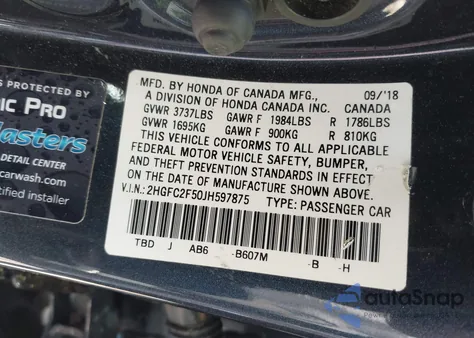 S PROTECTED BY
ic Pro
asters
DETAIL CENTER
carwash.com
rtified installer
MFD. BY HONDA OF CANADA MFG., 09/'18
A DIVISION OF HONDA CANADA INC. CANADA
GVWR 3737LBS GAWR F 1984LBS R 1786LBS
GVWR 1695KG GAWR F 900KG R 810KG
THIS VEHICLE CONFORMS TO ALL APPLICABLE
FEDERAL MOTOR VEHICLE SAFETY, BUMPER,
AND THEFT PREVENTION STANDARDS IN EFFECT
ON THE DATE OF MANUFACTURE SHOWN ABOVE.
V.I.N.: 2HGFC2F50JH597875 TYPE: PASSENGER CAR
TBD J AB6 -B607M -B -H
autoSnap